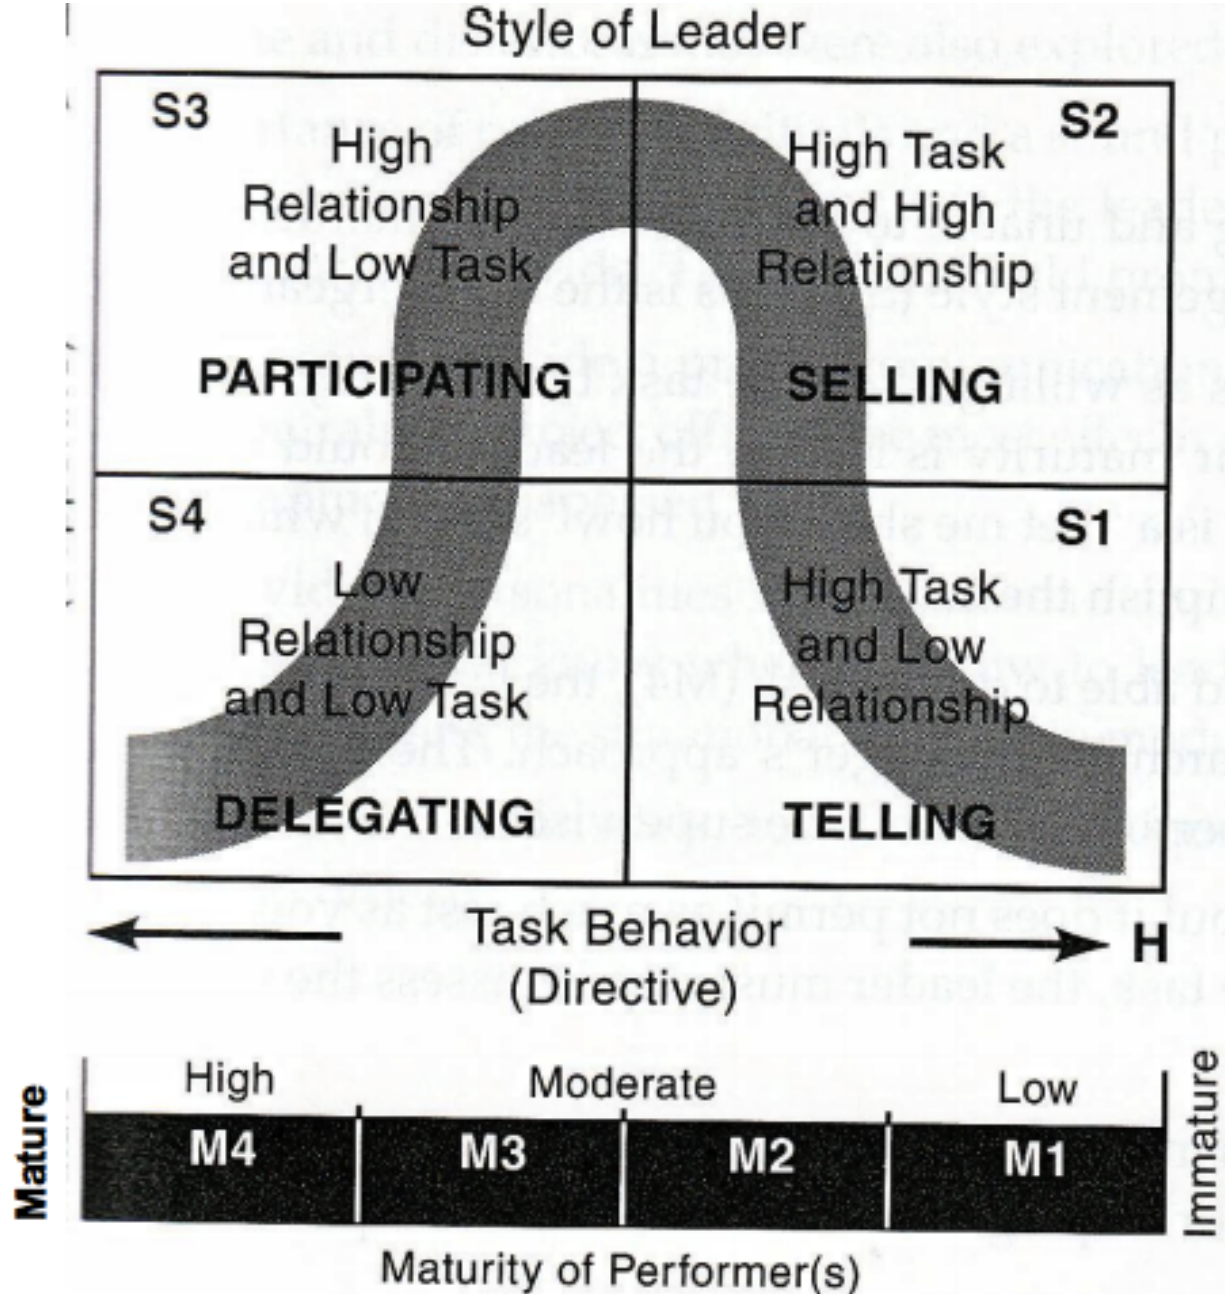 Style of Leader
S3
High
Relationship
and Low Task
PARTICIPATING
S2
High Task
and High
Relationship
SELLING
S4
Low
Relationship
and Low Task
DELEGATING
S1
High Task
and Low
Relationship
TELLING
Task Behavior
(Directive)
H
Mature
High
Moderate
Low
Immature
M4
M3
M2
M1
Maturity of Performer(s)